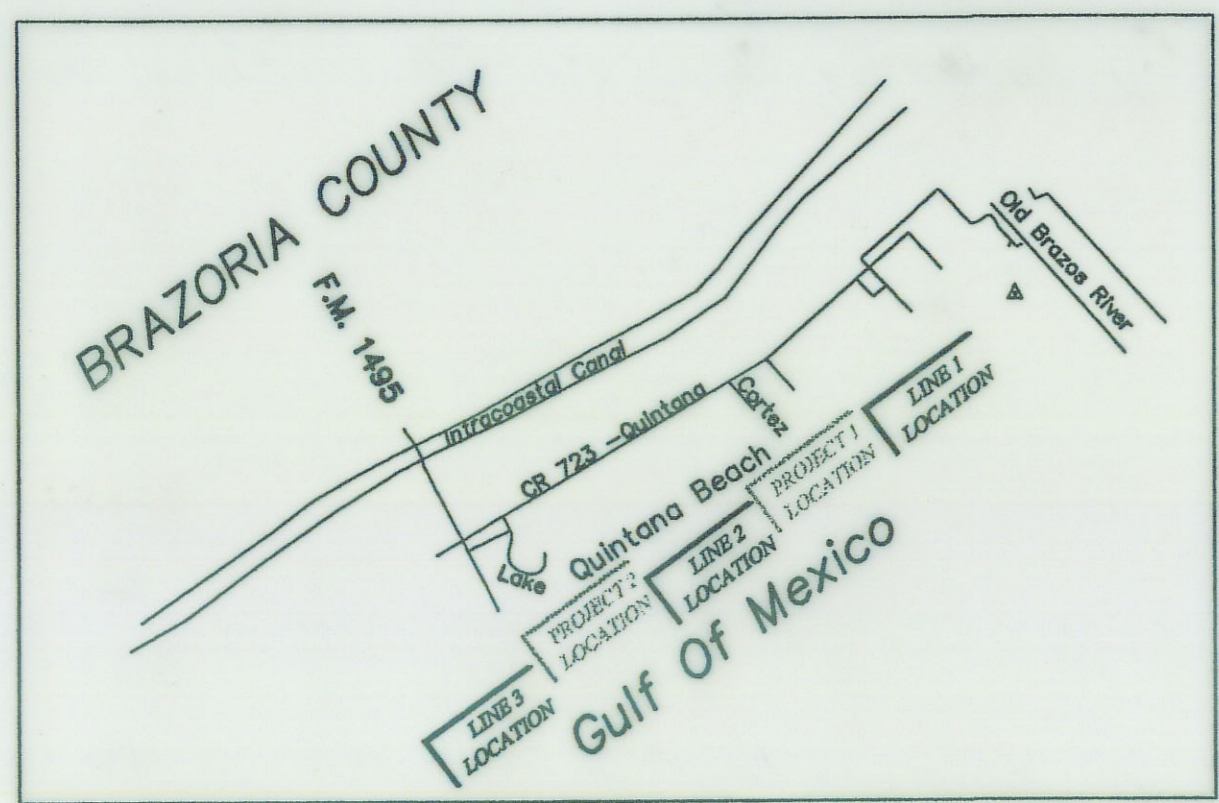 BRAZORIA COUNTY
F.M. 1495
Intracoastal Canal
Old Brazos River
CR 723 -Quintana
Cortez
Quintana Beach
Lake
LINE 1
LOCATION
PROJECT 1
LOCATION
LINE 2
LOCATION
PROJECT 2
LOCATION
LINE 3
LOCATION
Gulf Of Mexico